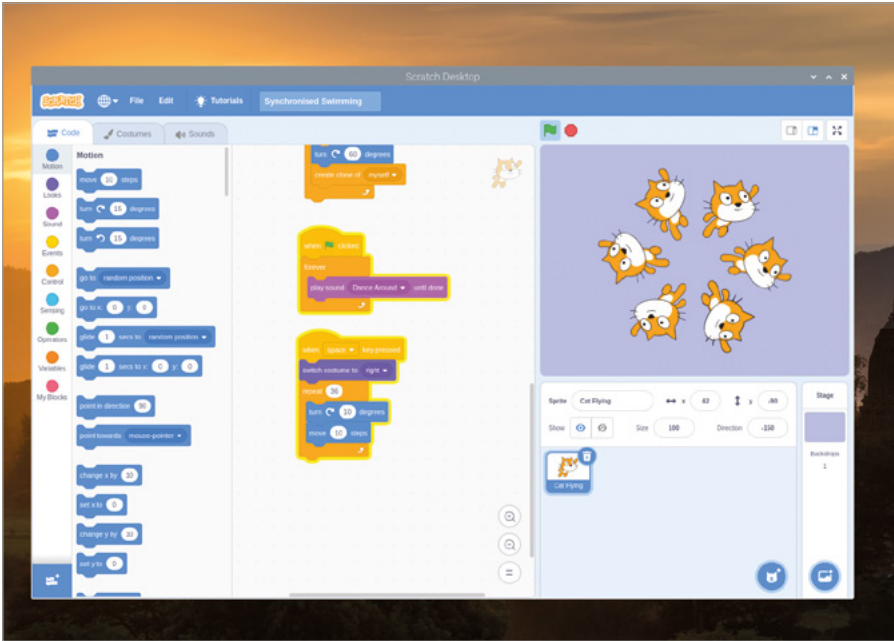 Scratch Desktop
SCRATCH
File Edit Tutorials Synchronised Swimming
Code Costumes Sounds
Motion
Looks
Sound
Events
Control
Sensing
Operators
Variables
My Blocks
Motion
move 10 steps
turn 15 degrees
turn 15 degrees
go to random position
go to x: 0 y: 0
glide 1 secs to random position
glide 1 secs to x: 0 y: 0
point in direction 90
point towards mouse-pointer
change x by 10
set x to 0
change y by 10
set y to 0
turn 60 degrees
create clone of myself
when clicked
forever
play sound Dance Around until done
when space key pressed
switch costume to right
repeat 36
turn 10 degrees
move 10 steps
Sprite Cat Flying x 42 y -80
Show Size 100 Direction -150
Cat Flying
Stage
Backdrops
1